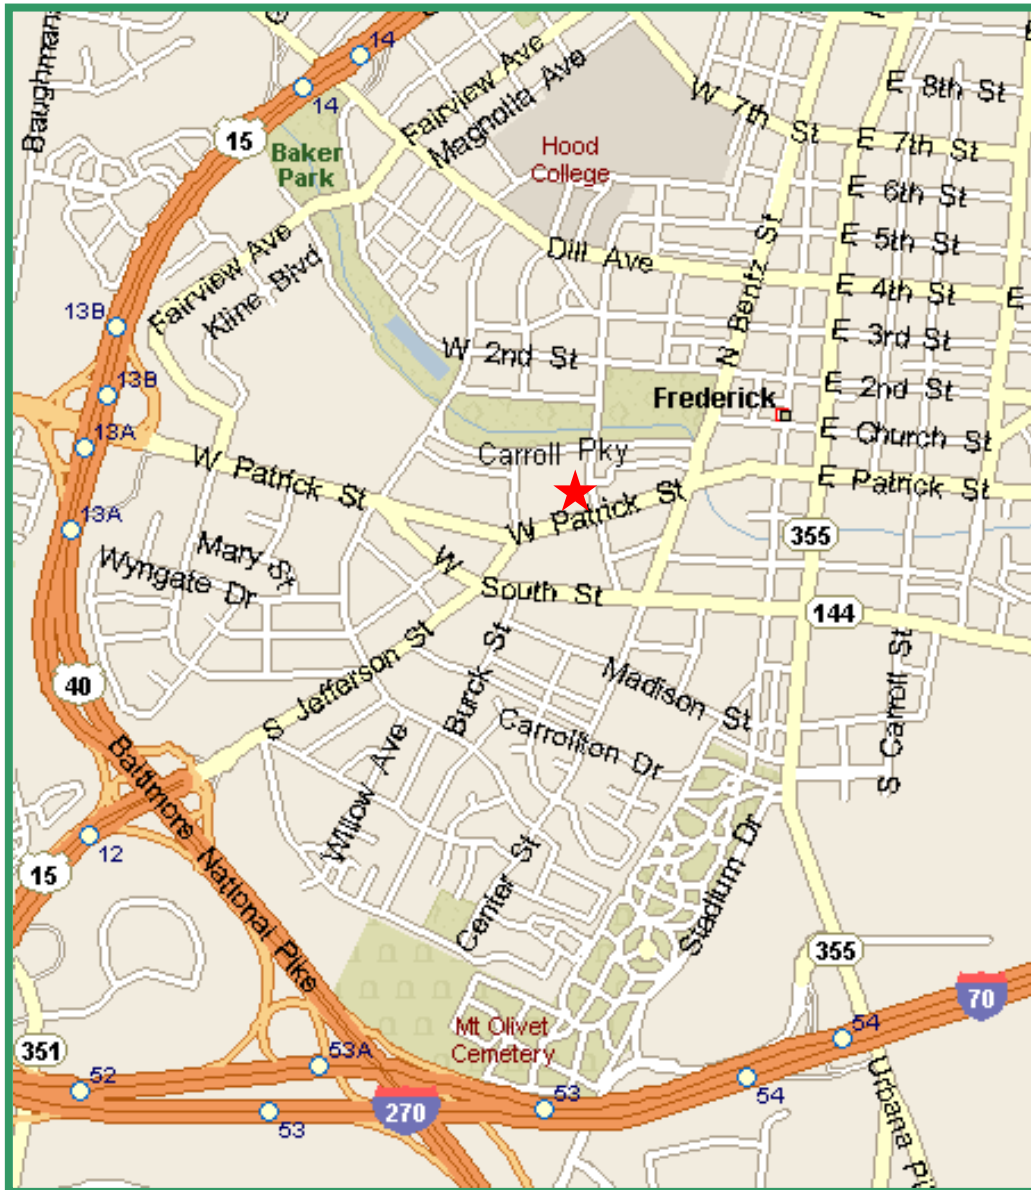 Baughman
14
14
15
Fairview Ave
Magnolia Ave
Baker
Park
Hood
College
W 7th St
E 8th St
E 7th St
E 6th St
E 5th St
E 4th St
E
E 3rd St
E 2nd St
E Church St
E Patrick St
Dill Ave
N Bentz St
Fairview Ave
Kline Blvd
13B
13B
13A
13A
W 2nd St
Frederick
Carroll Pky
W Patrick St
W Patrick St
355
Mary St
Wyngate Dr
W South St
144
40
S Jefferson St
Burck St
Madison St
S Carroll St
Carrollton Dr
Willow Ave
Baltimore National Pike
12
15
Center St
Stadium Dr
355
70
351
52
53A
53
270
Mt Olivet
Cemetery
53
54
54
Urbana Pi